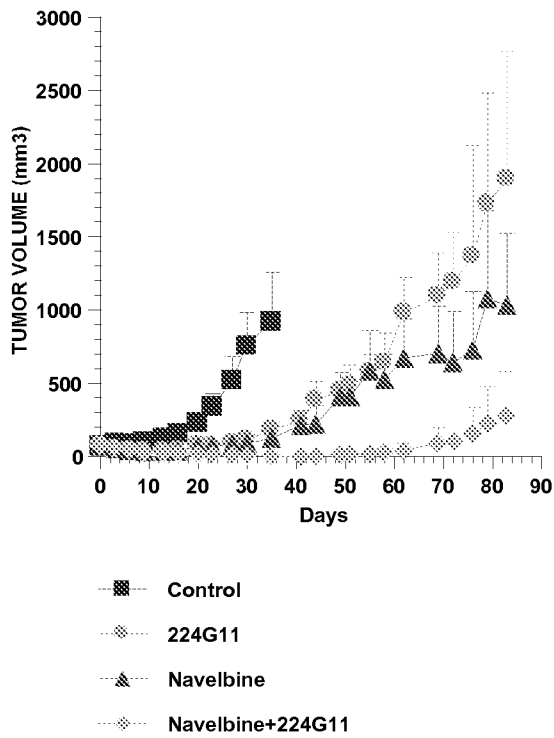 3000
2500
2000
1500
1000
500
0
TUMOR VOLUME (mm3)
0 10 20 30 40 50 60 70 80 90
Days
Control
224G11
Navelbine
Navelbine+224G11